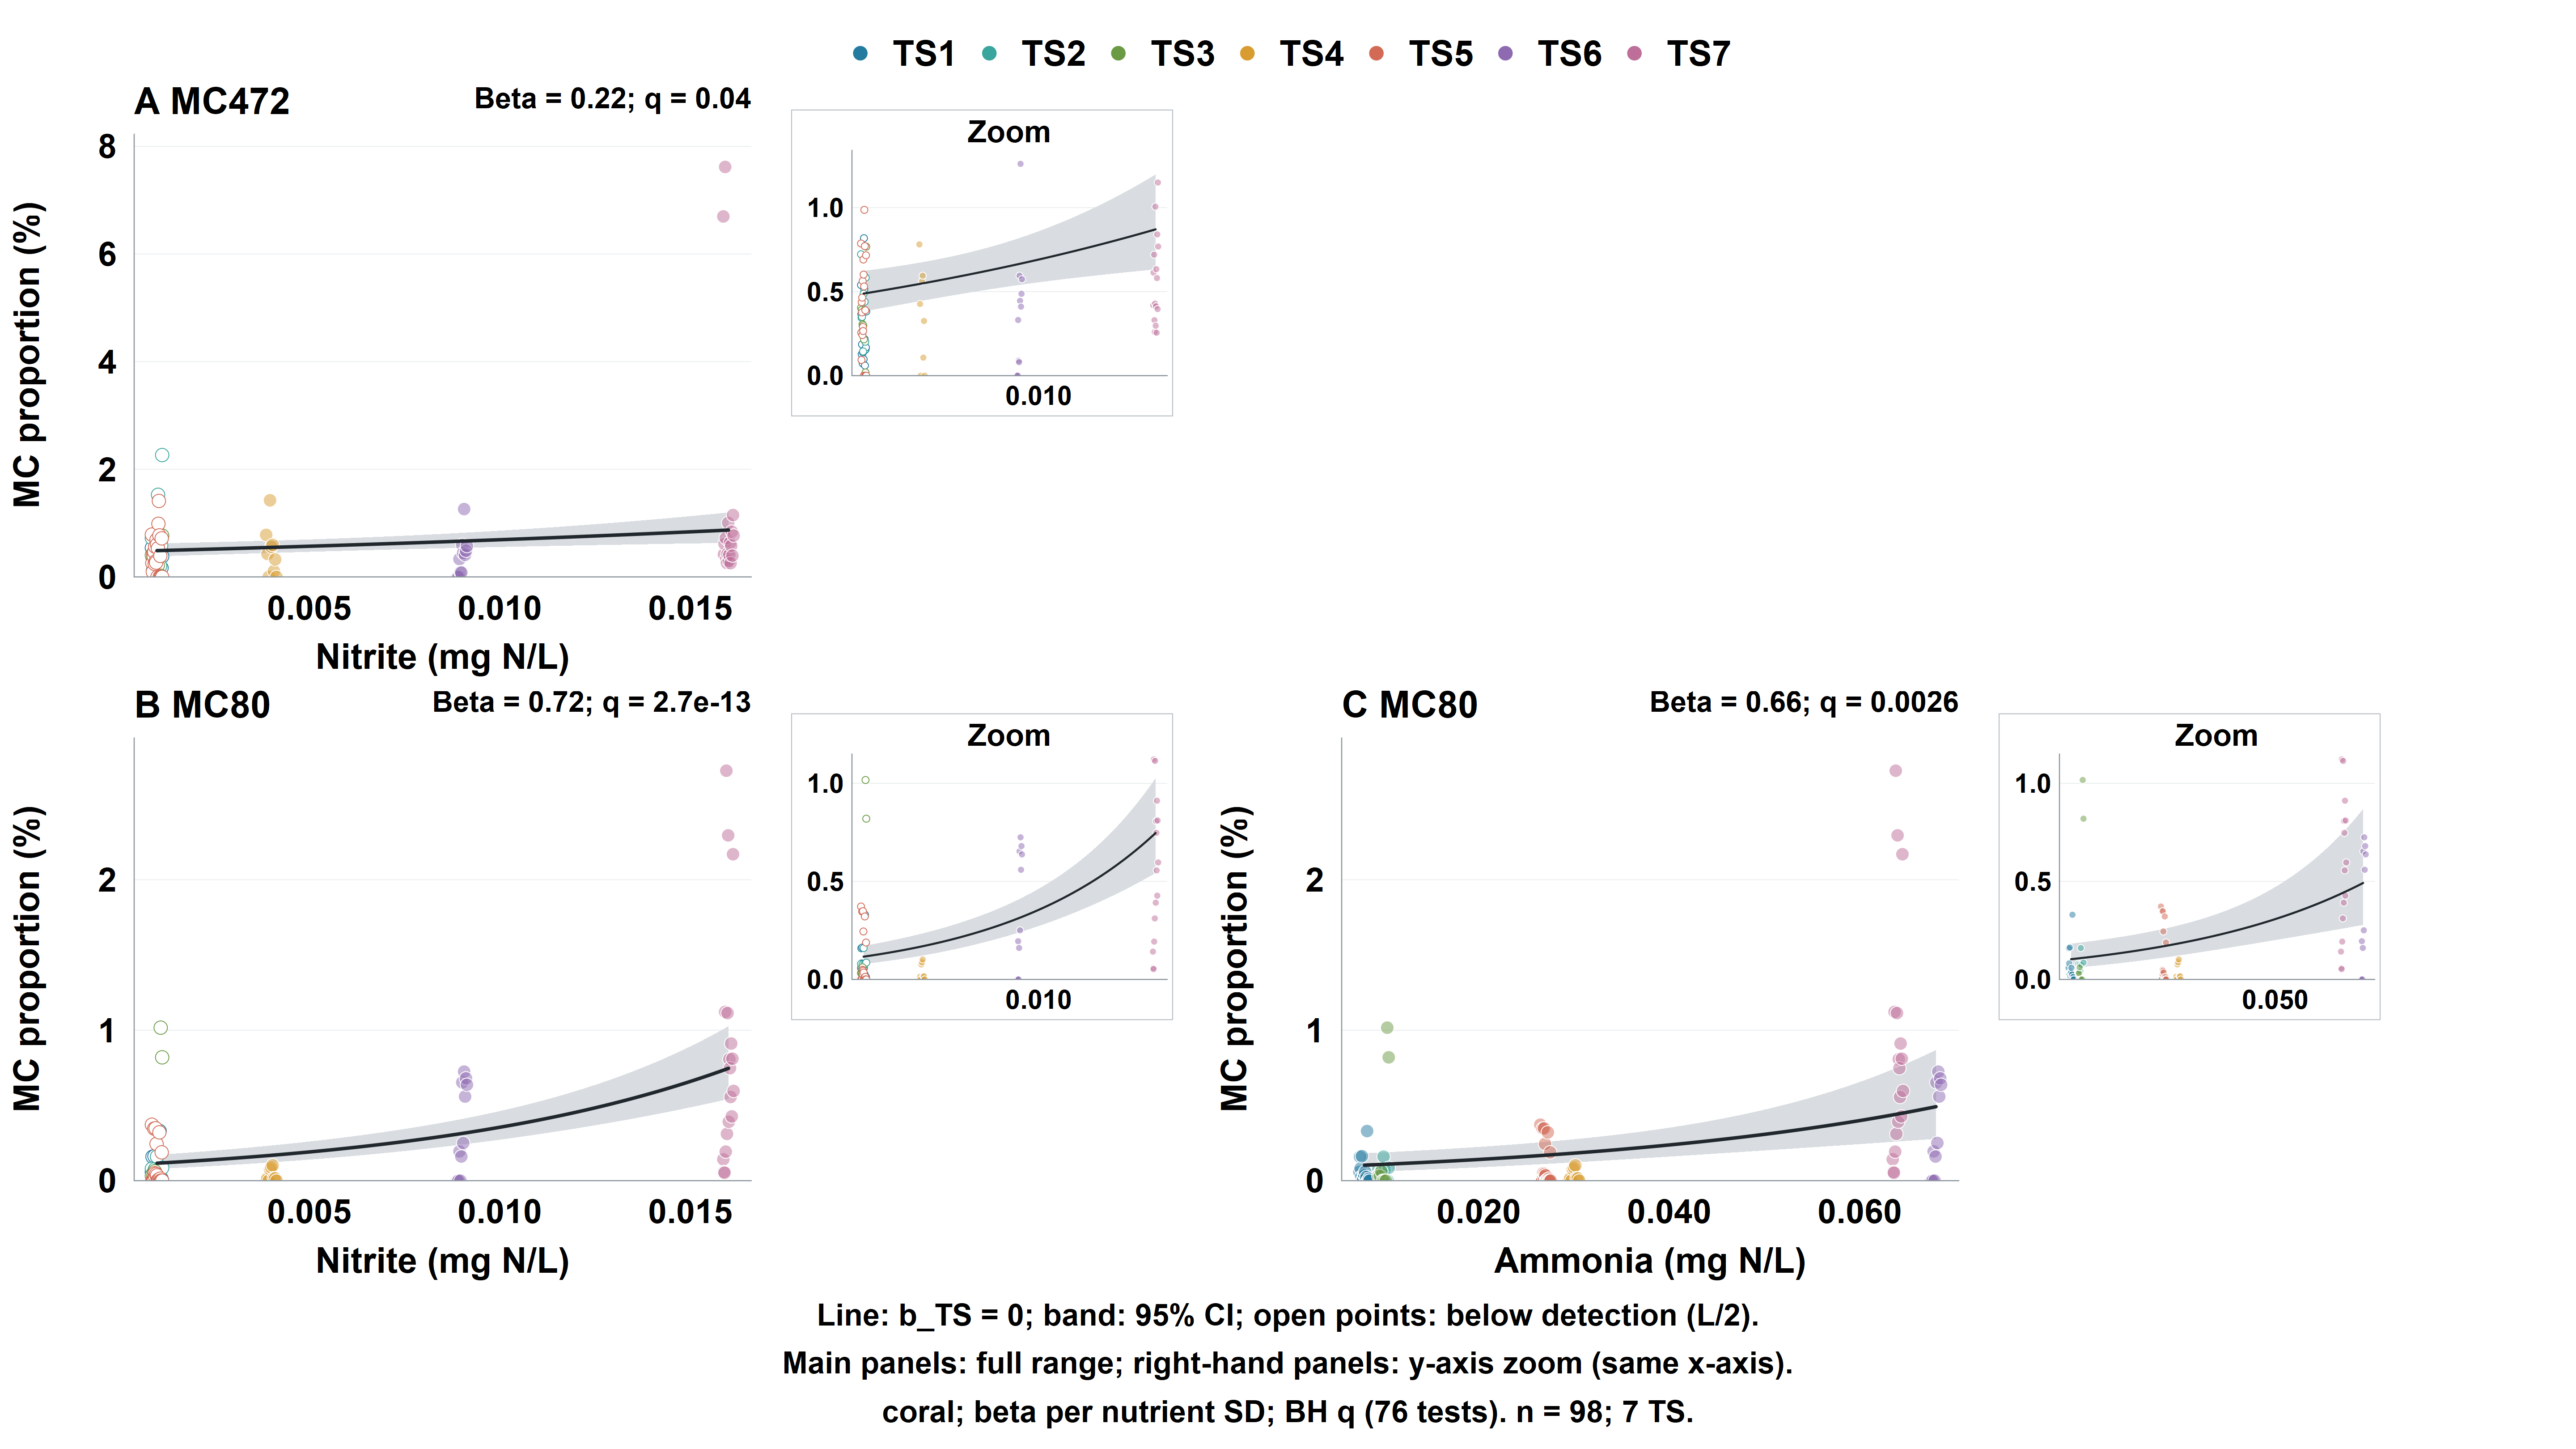 TS1 TS2 TS3 TS4 TS5 TS6 TS7
A MC472
Beta = 0.22; q = 0.04
MC proportion (%)
8
6
4
2
0
0.005 0.010 0.015
Nitrite (mg N/L)
Zoom
1.0
0.5
0.0
0.010
B MC80
Beta = 0.72; q = 2.7e-13
MC proportion (%)
2
1
0
0.005 0.010 0.015
Nitrite (mg N/L)
Zoom
1.0
0.5
0.0
0.010
C MC80
Beta = 0.66; q = 0.0026
MC proportion (%)
2
1
0
0.020 0.040 0.060
Ammonia (mg N/L)
Zoom
1.0
0.5
0.0
0.050
Line: b_TS = 0; band: 95% CI; open points: below detection (L/2).
Main panels: full range; right-hand panels: y-axis zoom (same x-axis).
coral; beta per nutrient SD; BH q (76 tests). n = 98; 7 TS.